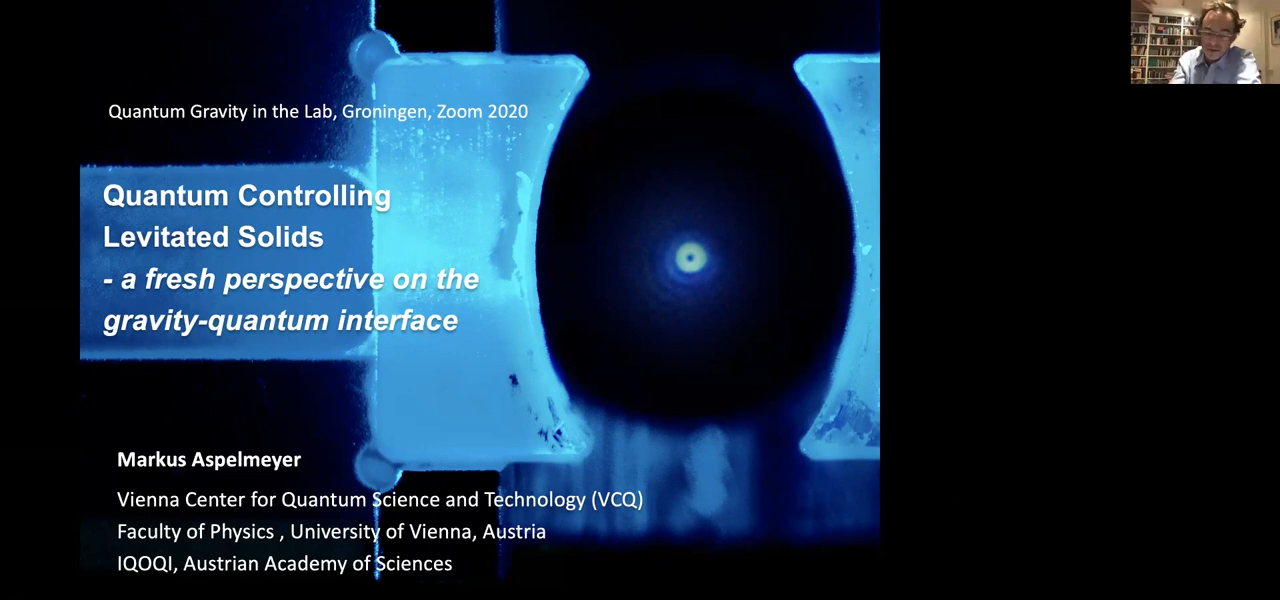 Quantum Gravity in the Lab, Groningen, Zoom 2020
Quantum Controlling
Levitated Solids
- a fresh perspective on the
gravity-quantum interface
Markus Aspelmeyer
Vienna Center for Quantum Science and Technology (VCQ)
Faculty of Physics , University of Vienna, Austria
IQOQI, Austrian Academy of Sciences